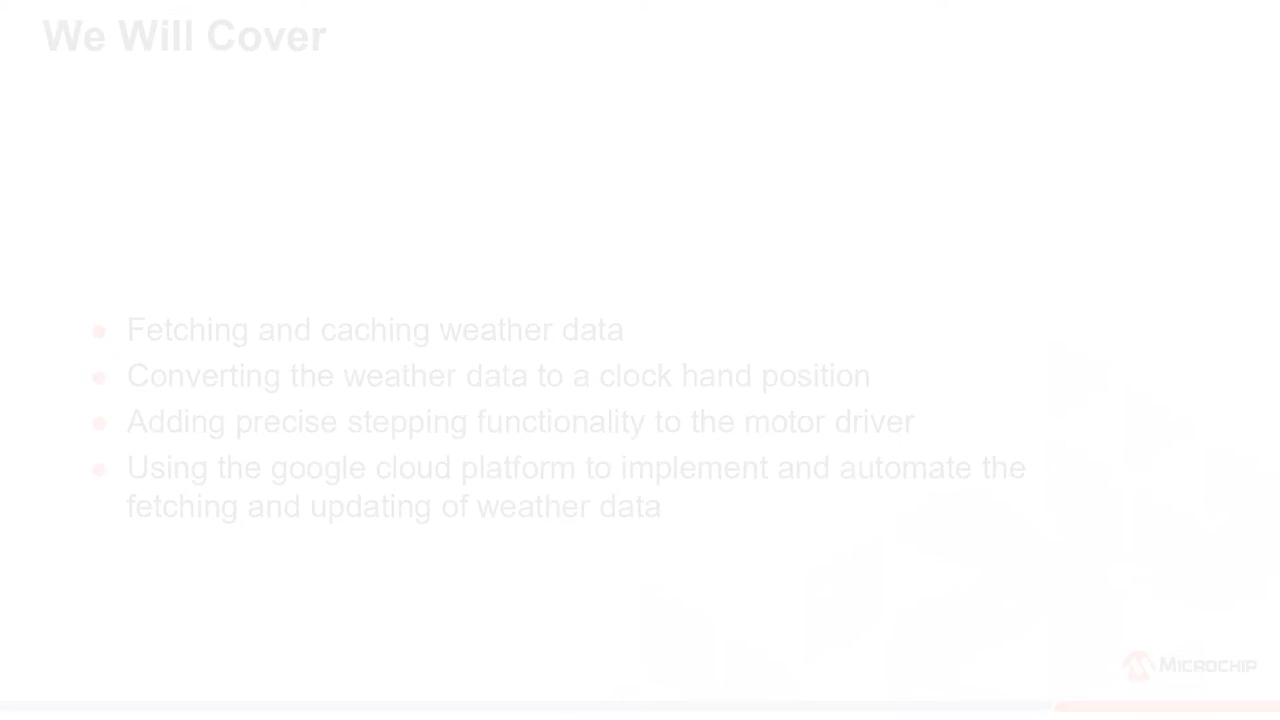 We Will Cover
Fetching and caching weather data
Converting the weather data to a clock hand position
Adding precise stepping functionality to the motor driver
Using the google cloud platform to implement and automate the
fetching and updating of weather data
MICROCHIP